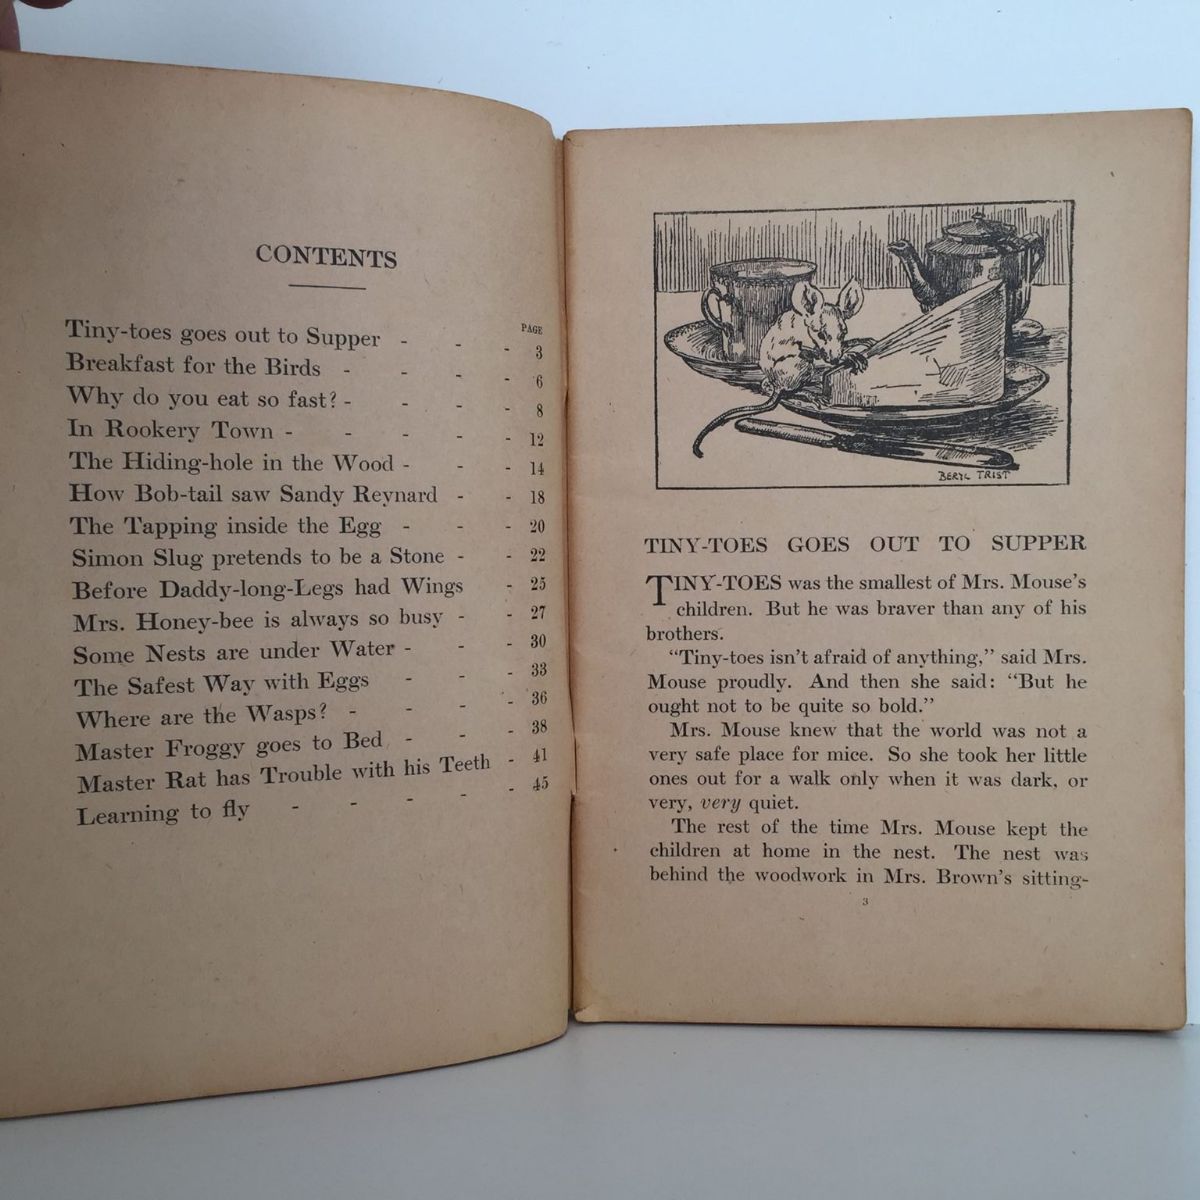 CONTENTS
PAGE
Tiny-toes goes out to Supper - - - 3
Breakfast for the Birds - - - - 6
Why do you eat so fast? - - - - 8
In Rookery Town - - - - - 12
The Hiding-hole in the Wood - - - 14
How Bob-tail saw Sandy Reynard - - 18
The Tapping inside the Egg - - - 20
Simon Slug pretends to be a Stone - - 22
Before Daddy-long-Legs had Wings - 25
Mrs. Honey-bee is always so busy - - 27
Some Nests are under Water - - - 30
The Safest Way with Eggs - - - 33
Where are the Wasps? - - - - 36
Master Froggy goes to Bed - - - 38
Master Rat has Trouble with his Teeth - 41
Learning to fly - - - - - 45
BERYL TRIST
TINY-TOES GOES OUT TO SUPPER
TINY-TOES was the smallest of Mrs. Mouse's
children. But he was braver than any of his
brothers.
"Tiny-toes isn't afraid of anything," said Mrs.
Mouse proudly. And then she said: "But he
ought not to be quite so bold."
Mrs. Mouse knew that the world was not a
very safe place for mice. So she took her little
ones out for a walk only when it was dark, or
very, very quiet.
The rest of the time Mrs. Mouse kept the
children at home in the nest. The nest was
behind the woodwork in Mrs. Brown's sitting-
3